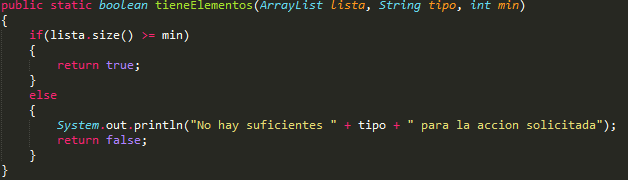 public static boolean tieneElementos(ArrayList lista, String tipo, int min)
{
if(lista.size() >= min)
{
return true;
}
else
{
System.out.println("No hay suficientes " + tipo + " para la accion solicitada");
return false;
}
}